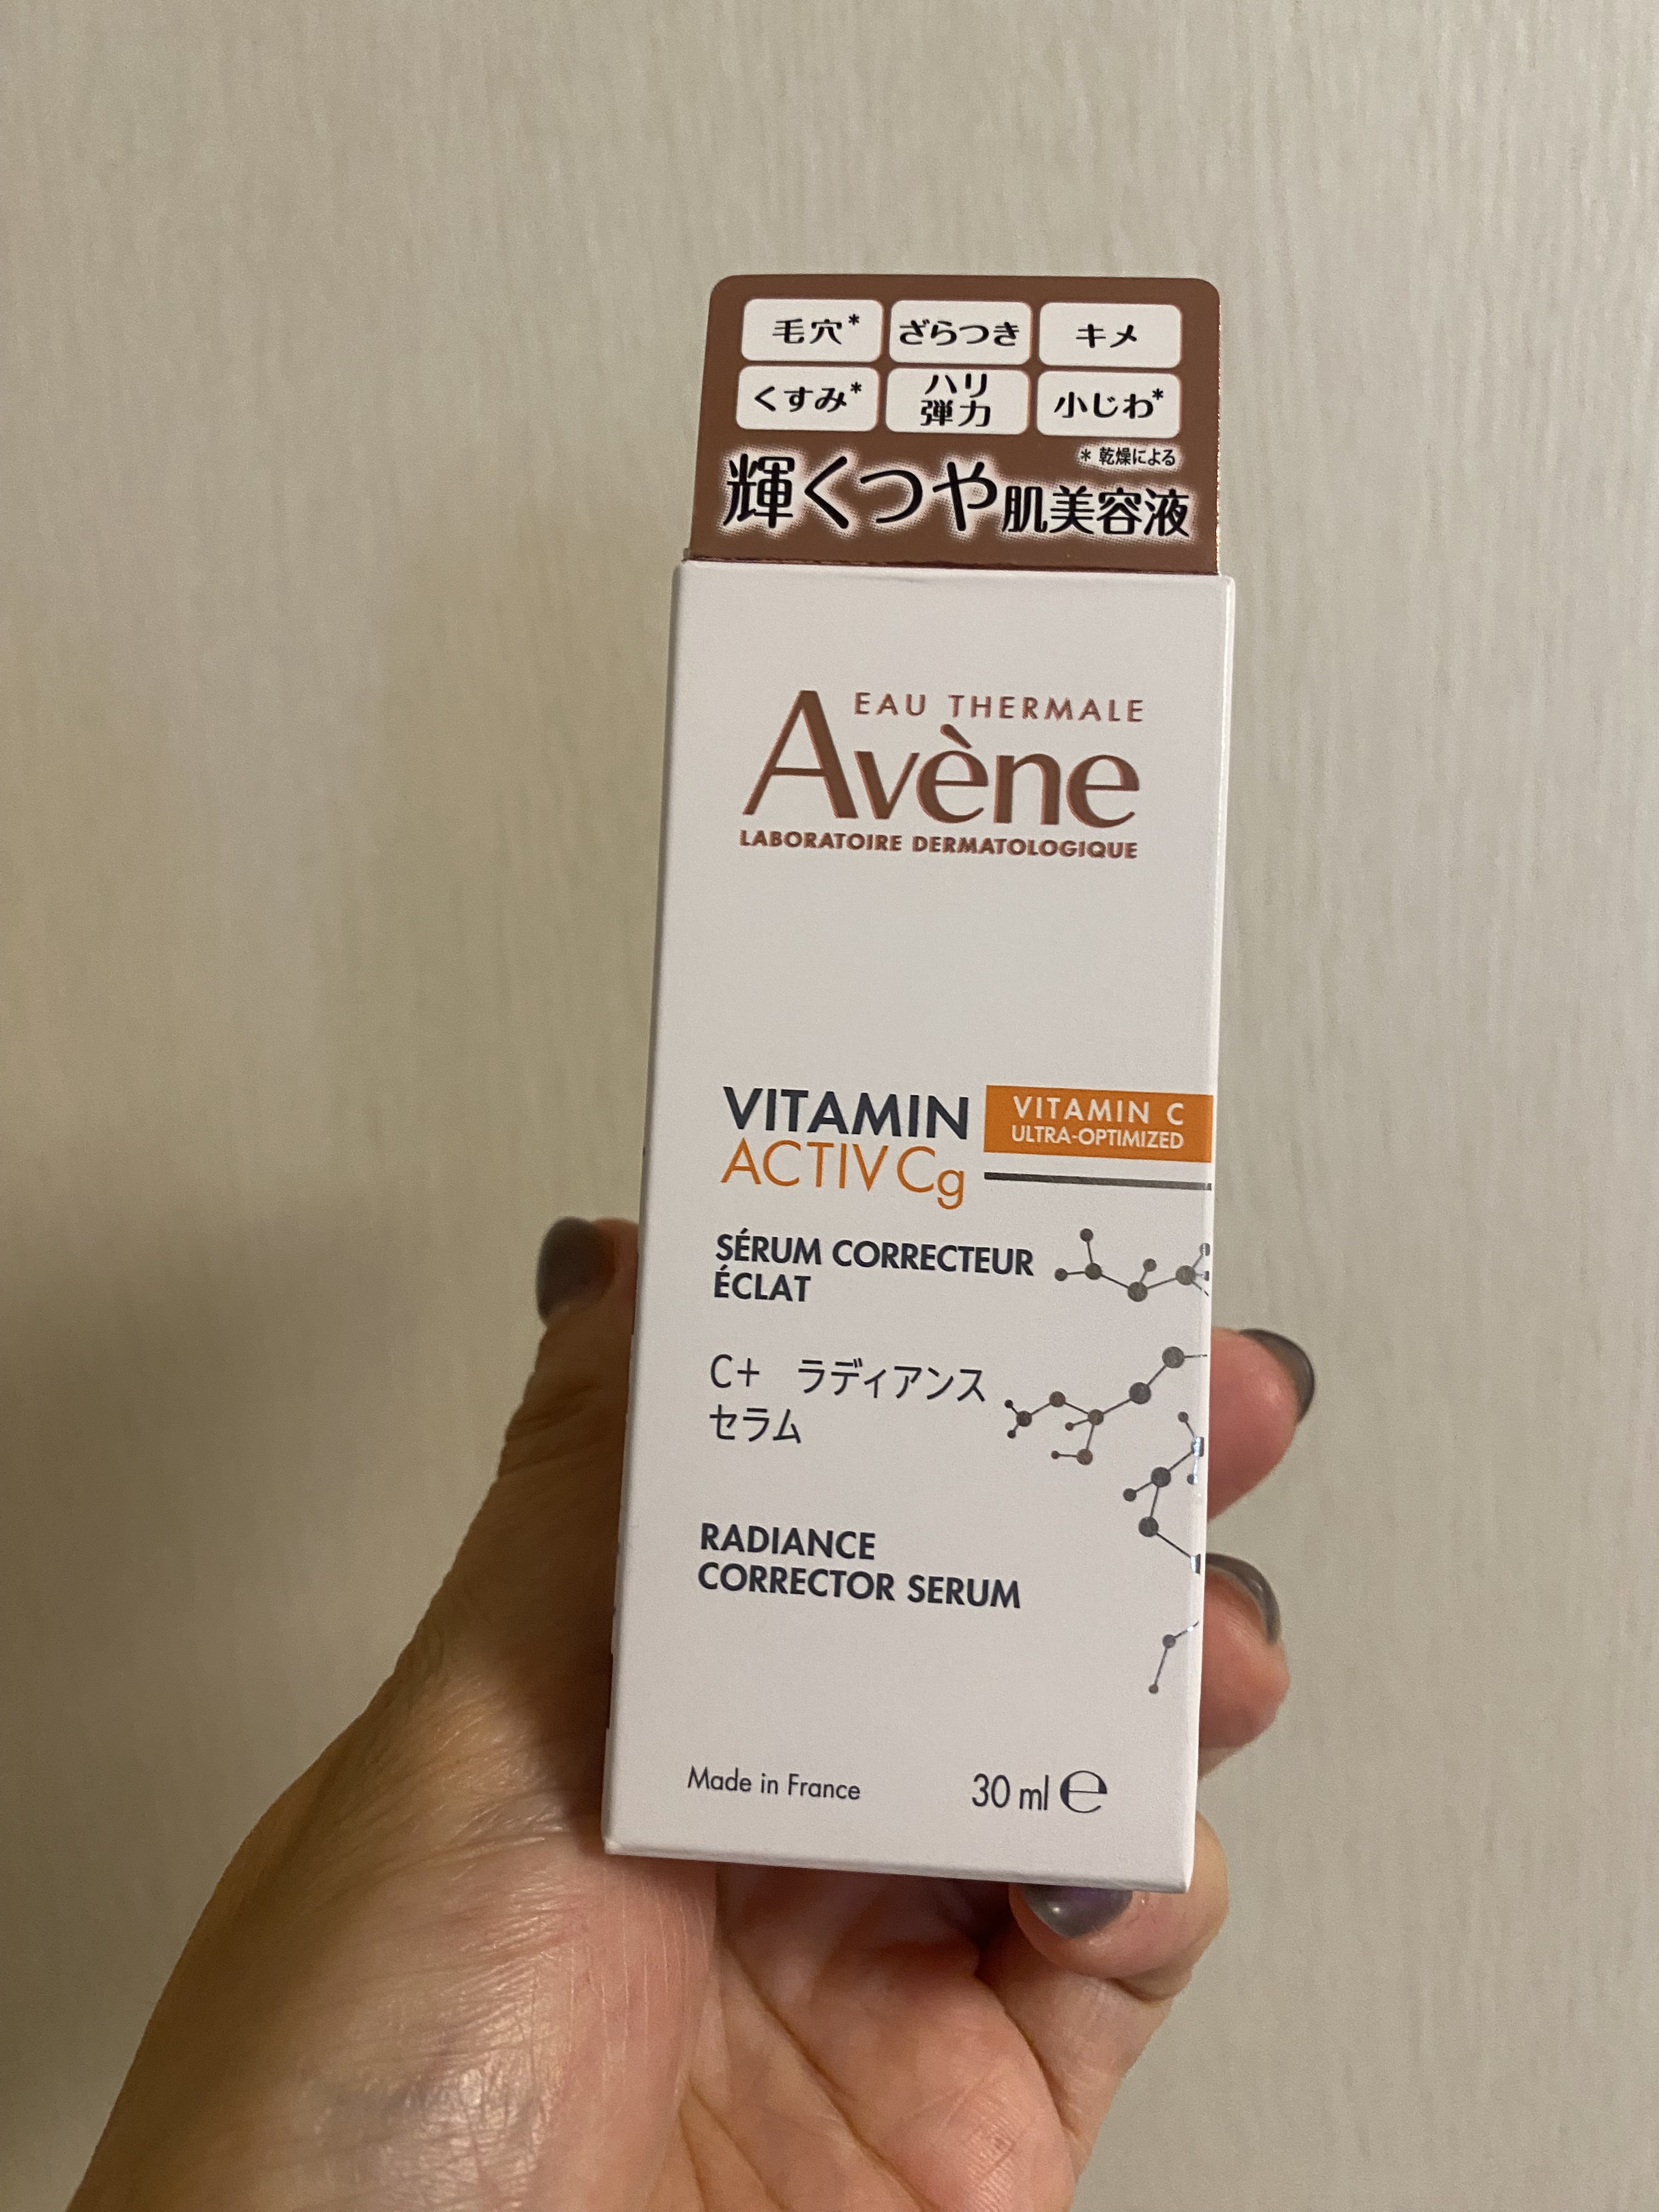 毛穴* ざらつき キメ
くすみ* ハリ弾力 小じわ*
* 乾燥による
輝くつや肌美容液
EAU THERMALE
Avène
LABORATOIRE DERMATOLOGIQUE
VITAMIN
ACTIV Cg
VITAMIN C
ULTRA-OPTIMIZED
SÉRUM CORRECTEUR
ÉCLAT
C+ ラディアンス
セラム
RADIANCE
CORRECTOR SERUM
Made in France
30 ml ℮